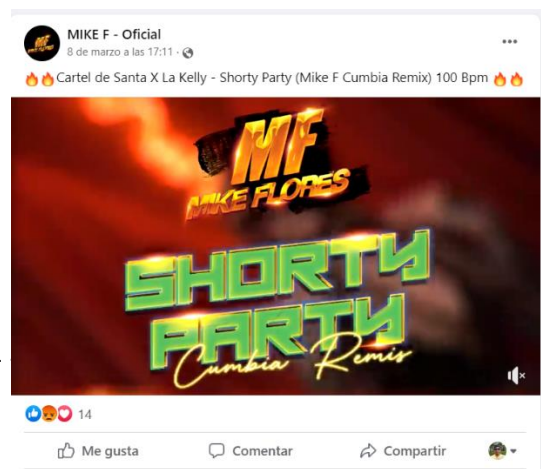 MIKE F - Oficial
8 de marzo a las 17:11 ·
🔥🔥Cartel de Santa X La Kelly - Shorty Party (Mike F Cumbia Remix) 100 Bpm 🔥🔥
MF
MIKE FLORES
SHORTY
PARTY
Cumbia Remis
14
Me gusta
Comentar
Compartir